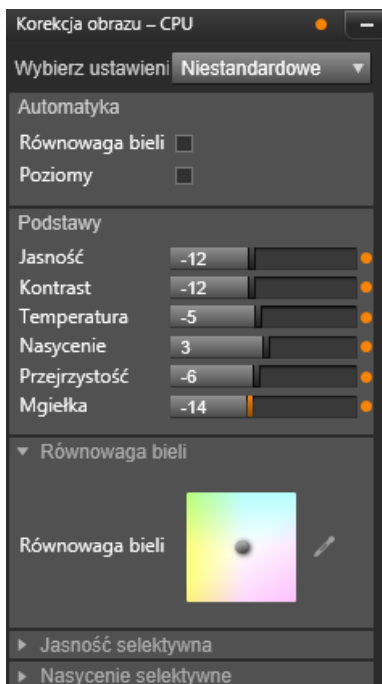 Korekcja obrazu – CPU
Wybierz ustawieni Niestandardowe
Automatyka
Równowaga bieli
Poziomy
Podstawy
Jasność -12
Kontrast -12
Temperatura -5
Nasycenie 3
Przejrzystość -6
Mgiełka -14
Równowaga bieli
Równowaga bieli
Jasność selektywna
Nasycenie selektywne